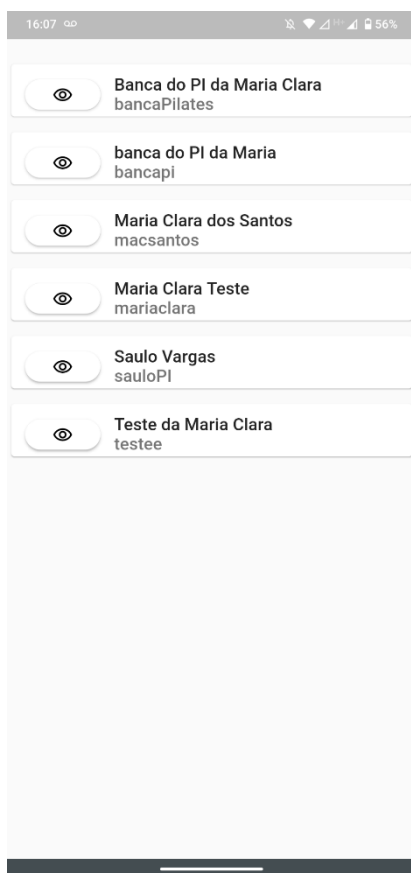 16:07
H+ 56%
Banca do PI da Maria Clara
bancaPilates
banca do PI da Maria
bancapi
Maria Clara dos Santos
macsantos
Maria Clara Teste
mariaclara
Saulo Vargas
sauloPI
Teste da Maria Clara
testee